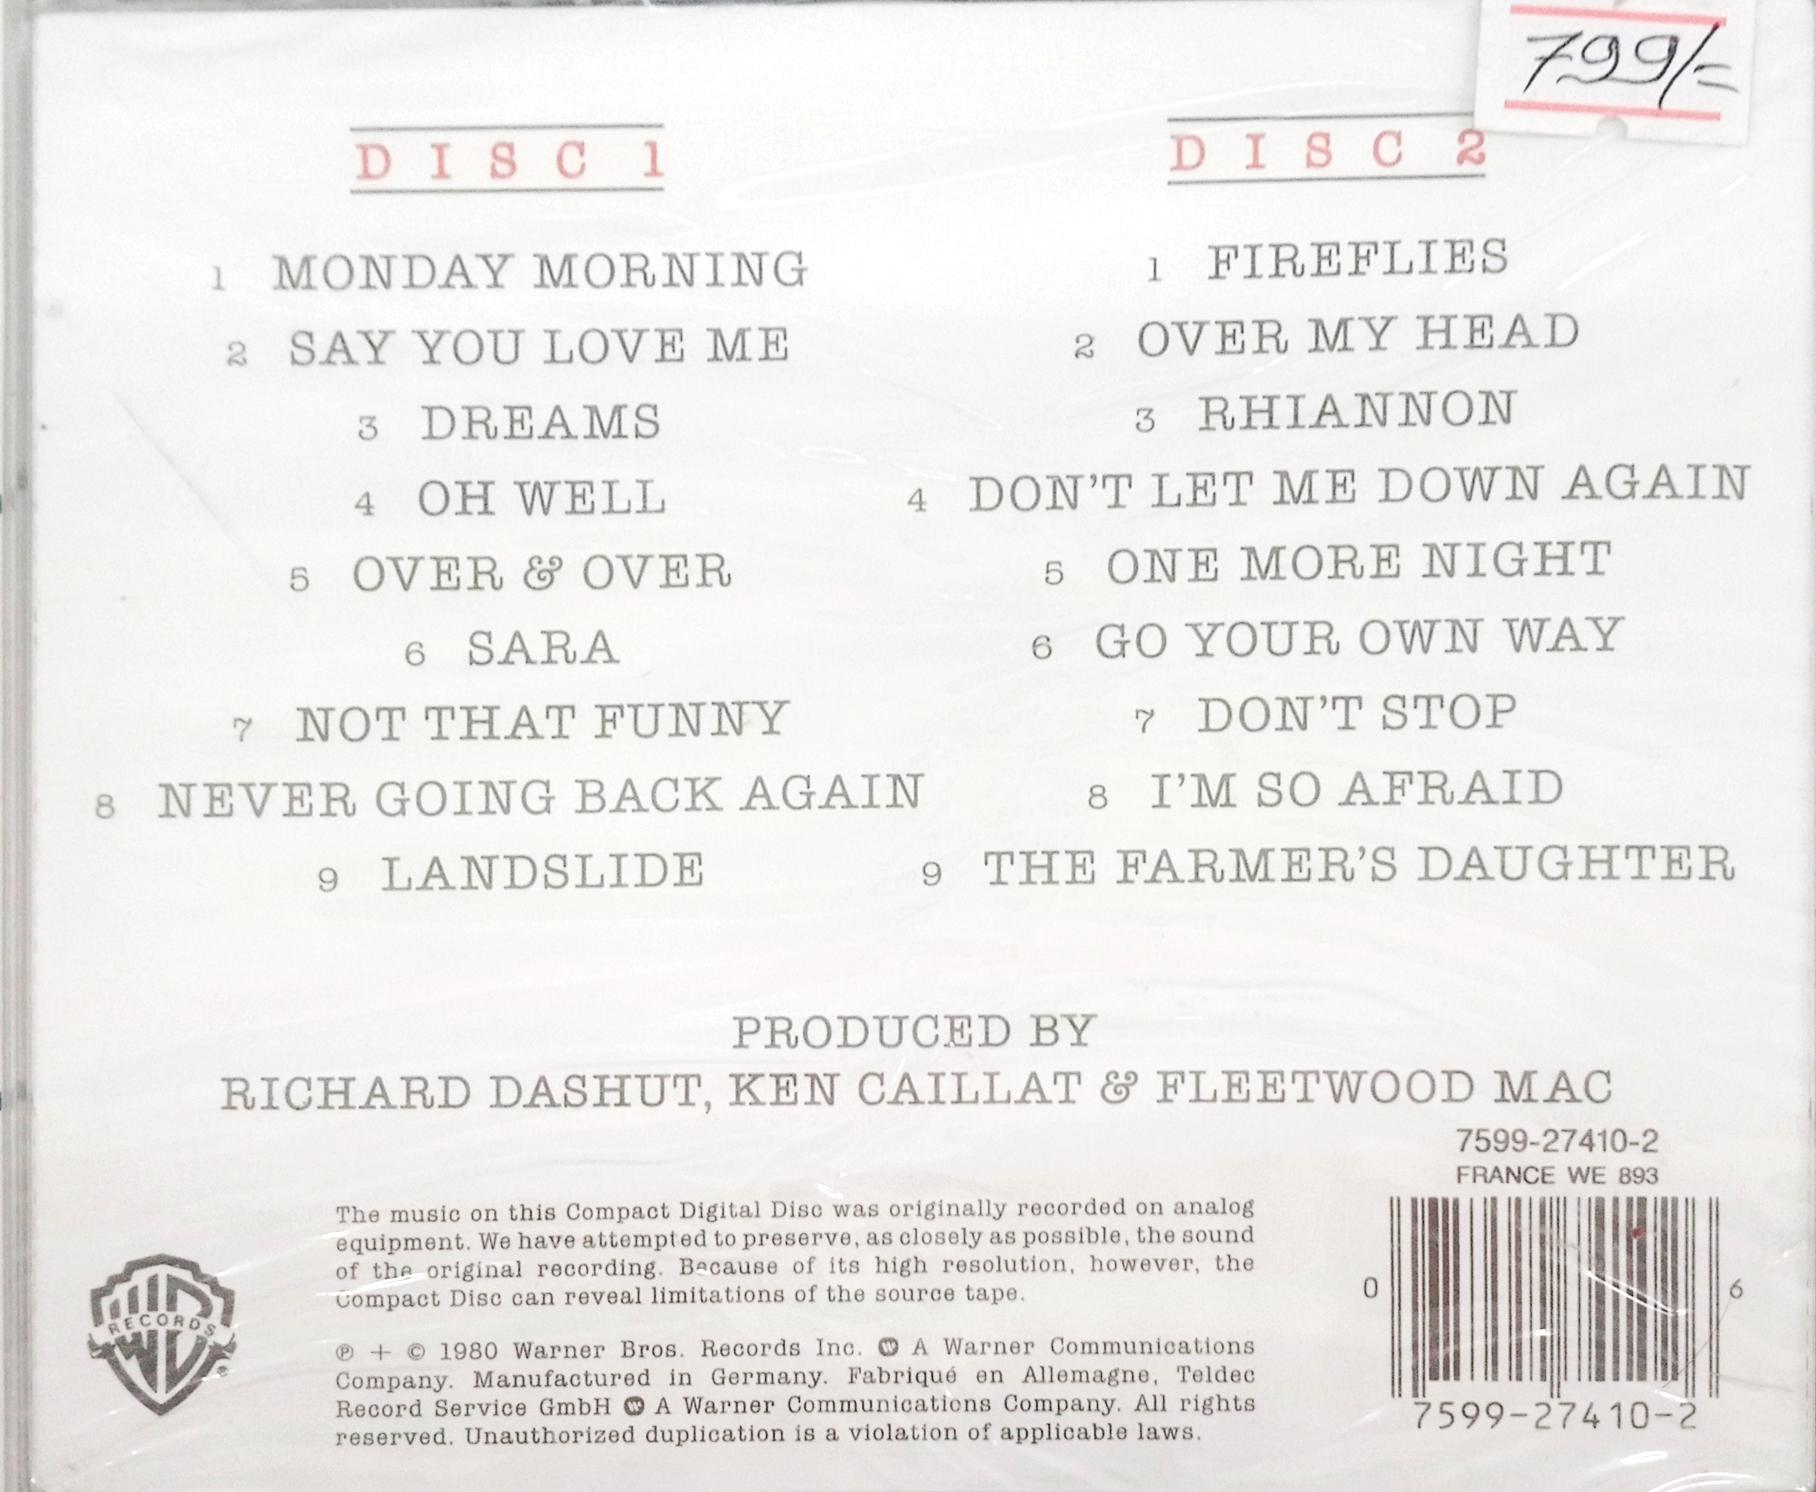 799/=
DISC 1
1 MONDAY MORNING
2 SAY YOU LOVE ME
3 DREAMS
4 OH WELL
5 OVER & OVER
6 SARA
7 NOT THAT FUNNY
8 NEVER GOING BACK AGAIN
9 LANDSLIDE
DISC 2
1 FIREFLIES
2 OVER MY HEAD
3 RHIANNON
4 DON'T LET ME DOWN AGAIN
5 ONE MORE NIGHT
6 GO YOUR OWN WAY
7 DON'T STOP
8 I'M SO AFRAID
9 THE FARMER'S DAUGHTER
PRODUCED BY
RICHARD DASHUT, KEN CAILLAT & FLEETWOOD MAC
7599-27410-2
FRANCE WE 893
0 6
7599-27410-2
The music on this Compact Digital Disc was originally recorded on analog
equipment. We have attempted to preserve, as closely as possible, the sound
of the original recording. Because of its high resolution, however, the
Compact Disc can reveal limitations of the source tape.
℗ + © 1980 Warner Bros. Records Inc. W A Warner Communications
Company. Manufactured in Germany. Fabriqué en Allemagne, Teldec
Record Service GmbH W A Warner Communications Company. All rights
reserved. Unauthorized duplication is a violation of applicable laws.
WB
RECORDS
®